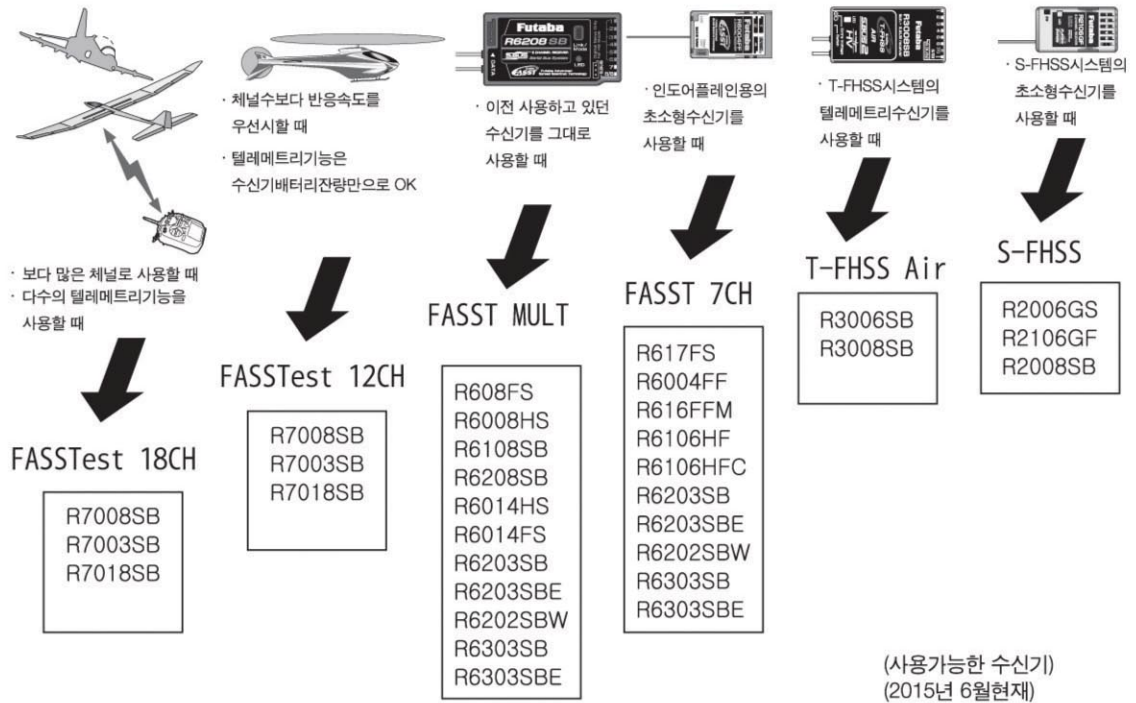 · 보다 많은 체널로 사용할 때
· 다수의 텔레메트리기능을
사용할 때
FASSTest 18CH
R7008SB
R7003SB
R7018SB
· 체널수보다 반응속도를
우선시할 때
· 텔레메트리기능은
수신기배터리잔량만으로 OK
FASSTest 12CH
R7008SB
R7003SB
R7018SB
Futaba
R6208 SB
· 이전 사용하고 있던
수신기를 그대로
사용할 때
FASST MULT
R608FS
R6008HS
R6108SB
R6208SB
R6014HS
R6014FS
R6203SB
R6203SBE
R6202SBW
R6303SB
R6303SBE
· 인도어플레인용의
초소형수신기를
사용할 때
FASST 7CH
R617FS
R6004FF
R616FFM
R6106HF
R6106HFC
R6203SB
R6203SBE
R6202SBW
R6303SB
R6303SBE
Futaba
R3008SB
T-FHSS
AIR
HV
· T-FHSS시스템의
텔레메트리수신기를
사용할 때
T-FHSS Air
R3006SB
R3008SB
· S-FHSS시스템의
초소형수신기를
사용할 때
S-FHSS
R2006GS
R2106GF
R2008SB
(사용가능한 수신기)
(2015년 6월현재)